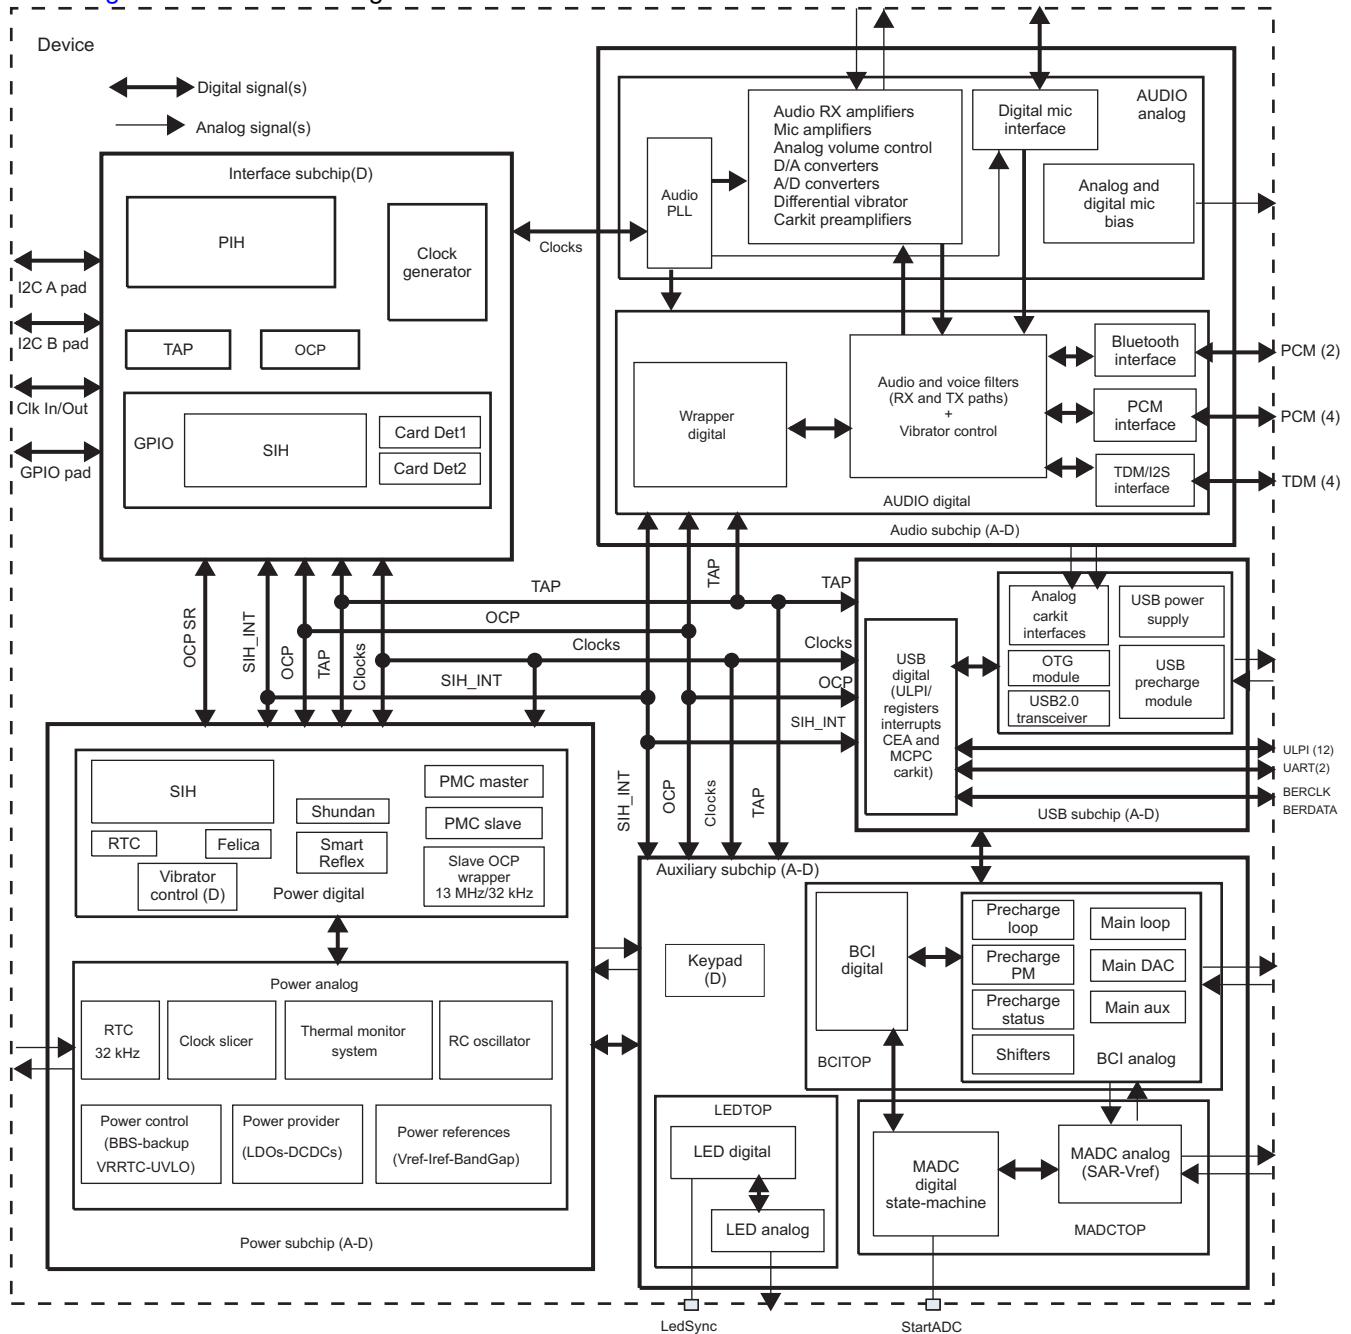 Device
Digital signal(s)
Analog signal(s)
Interface subchip(D)
PIH
Clock
generator
TAP
OCP
GPIO
SIH
Card Det1
Card Det2
I2C A pad
I2C B pad
Clk In/Out
GPIO pad
Clocks
AUDIO
analog
Audio
PLL
Audio RX amplifiers
Mic amplifiers
Analog volume control
D/A converters
A/D converters
Differential vibrator
Carkit preamplifiers
Digital mic
interface
Analog and
digital mic
bias
Wrapper
digital
Audio and voice filters
(RX and TX paths)
+
Vibrator control
Bluetooth
interface
PCM
interface
TDM/I2S
interface
AUDIO digital
Audio subchip (A-D)
PCM (2)
PCM (4)
TDM (4)
OCP SR
SIH_INT
OCP
TAP
Clocks
TAP
OCP
Clocks
SIH_INT
TAP
TAP
Clocks
OCP
SIH_INT
SIH_INT
OCP
Clocks
TAP
USB
digital
(ULPI/
registers
interrupts
CEA and
MCPC
carkit)
Analog
carkit
interfaces
USB power
supply
OTG
module
USB2.0
transceiver
USB
precharge
module
USB subchip (A-D)
ULPI (12)
UART(2)
BERCLK
BERDATA
SIH
RTC
Felica
Vibrator
control (D)
Shundan
Smart
Reflex
PMC master
PMC slave
Slave OCP
wrapper
13 MHz/32 kHz
Power digital
Power analog
RTC
32 kHz
Clock slicer
Thermal monitor
system
RC oscillator
Power control
(BBS-backup
VRRTC-UVLO)
Power provider
(LDOs-DCDCs)
Power references
(Vref-Iref-BandGap)
Power subchip (A-D)
Auxiliary subchip (A-D)
Keypad
(D)
BCI
digital
BCITOP
Precharge
loop
Precharge
PM
Precharge
status
Shifters
Main loop
Main DAC
Main aux
BCI analog
LEDTOP
LED digital
LED analog
MADC
digital
state-machine
MADC analog
(SAR-Vref)
MADCTOP
LedSync
StartADC